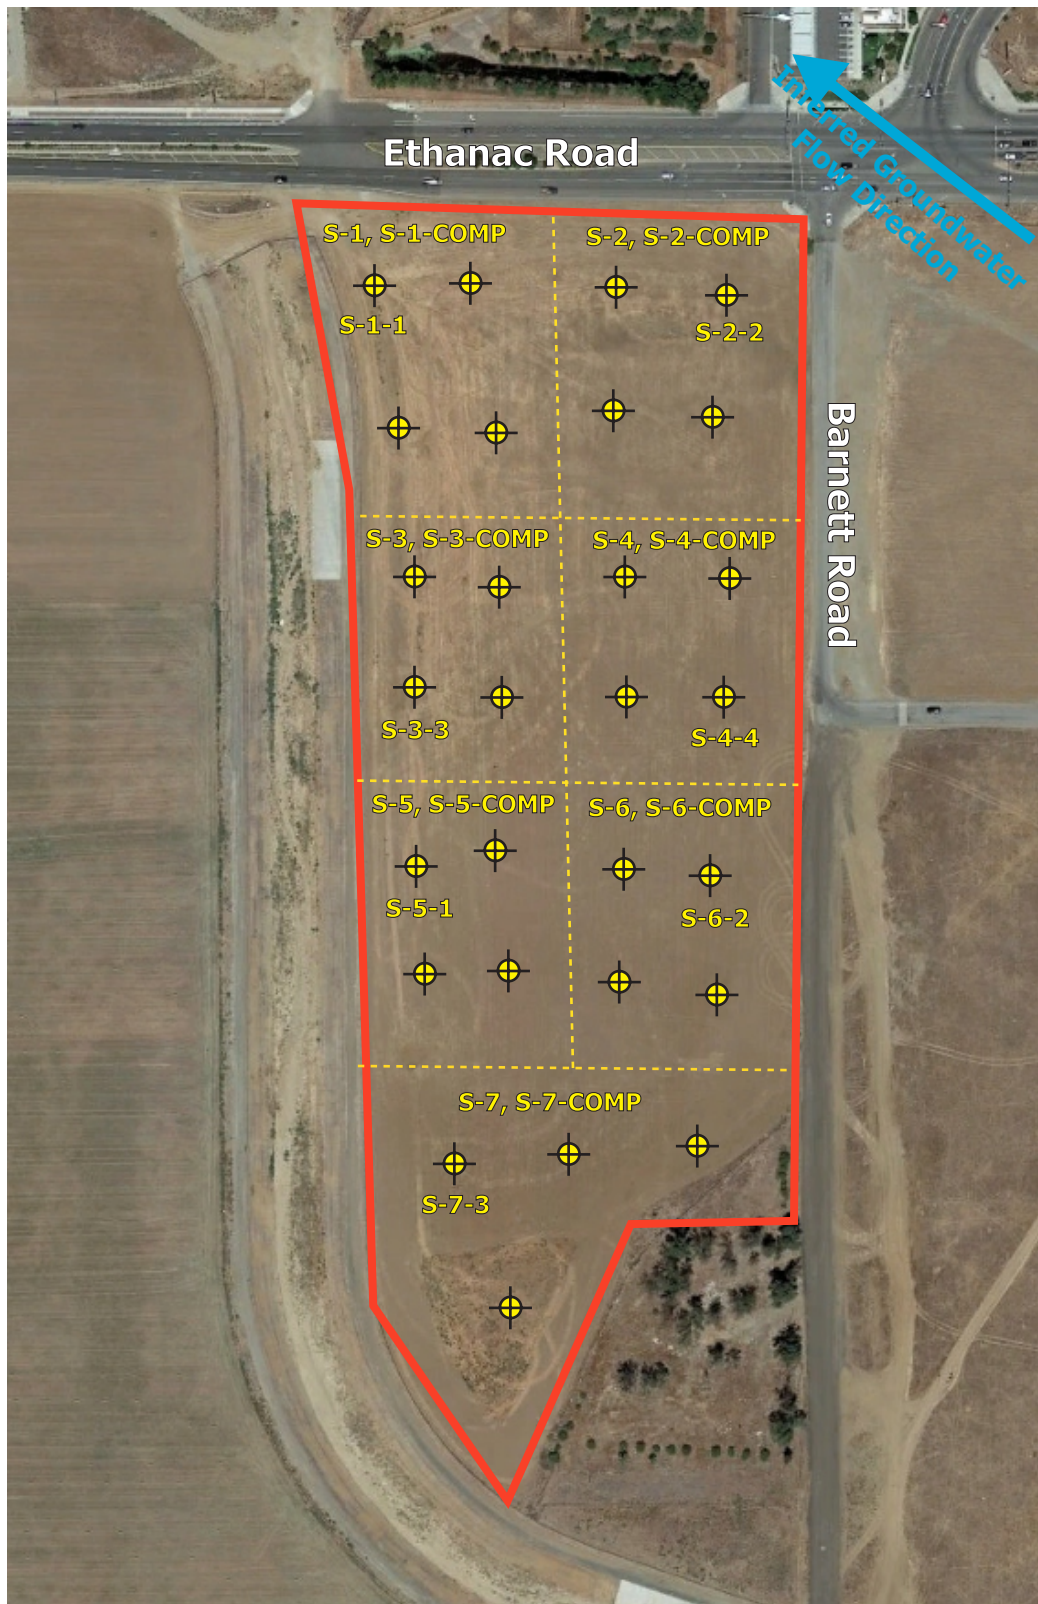 Ethanac Road
Inferred Groundwater
Flow Direction
S-1, S-1-COMP
S-2, S-2-COMP
S-1-1
S-2-2
Barnett Road
S-3, S-3-COMP
S-4, S-4-COMP
S-3-3
S-4-4
S-5, S-5-COMP
S-6, S-6-COMP
S-5-1
S-6-2
S-7, S-7-COMP
S-7-3